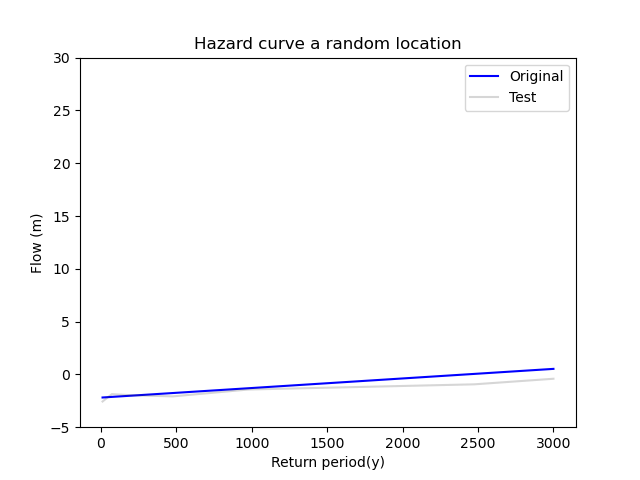 Hazard curve a random location
Original
Test
30
25
20
15
10
5
0
−5
Flow (m)
0 500 1000 1500 2000 2500 3000
Return period(y)